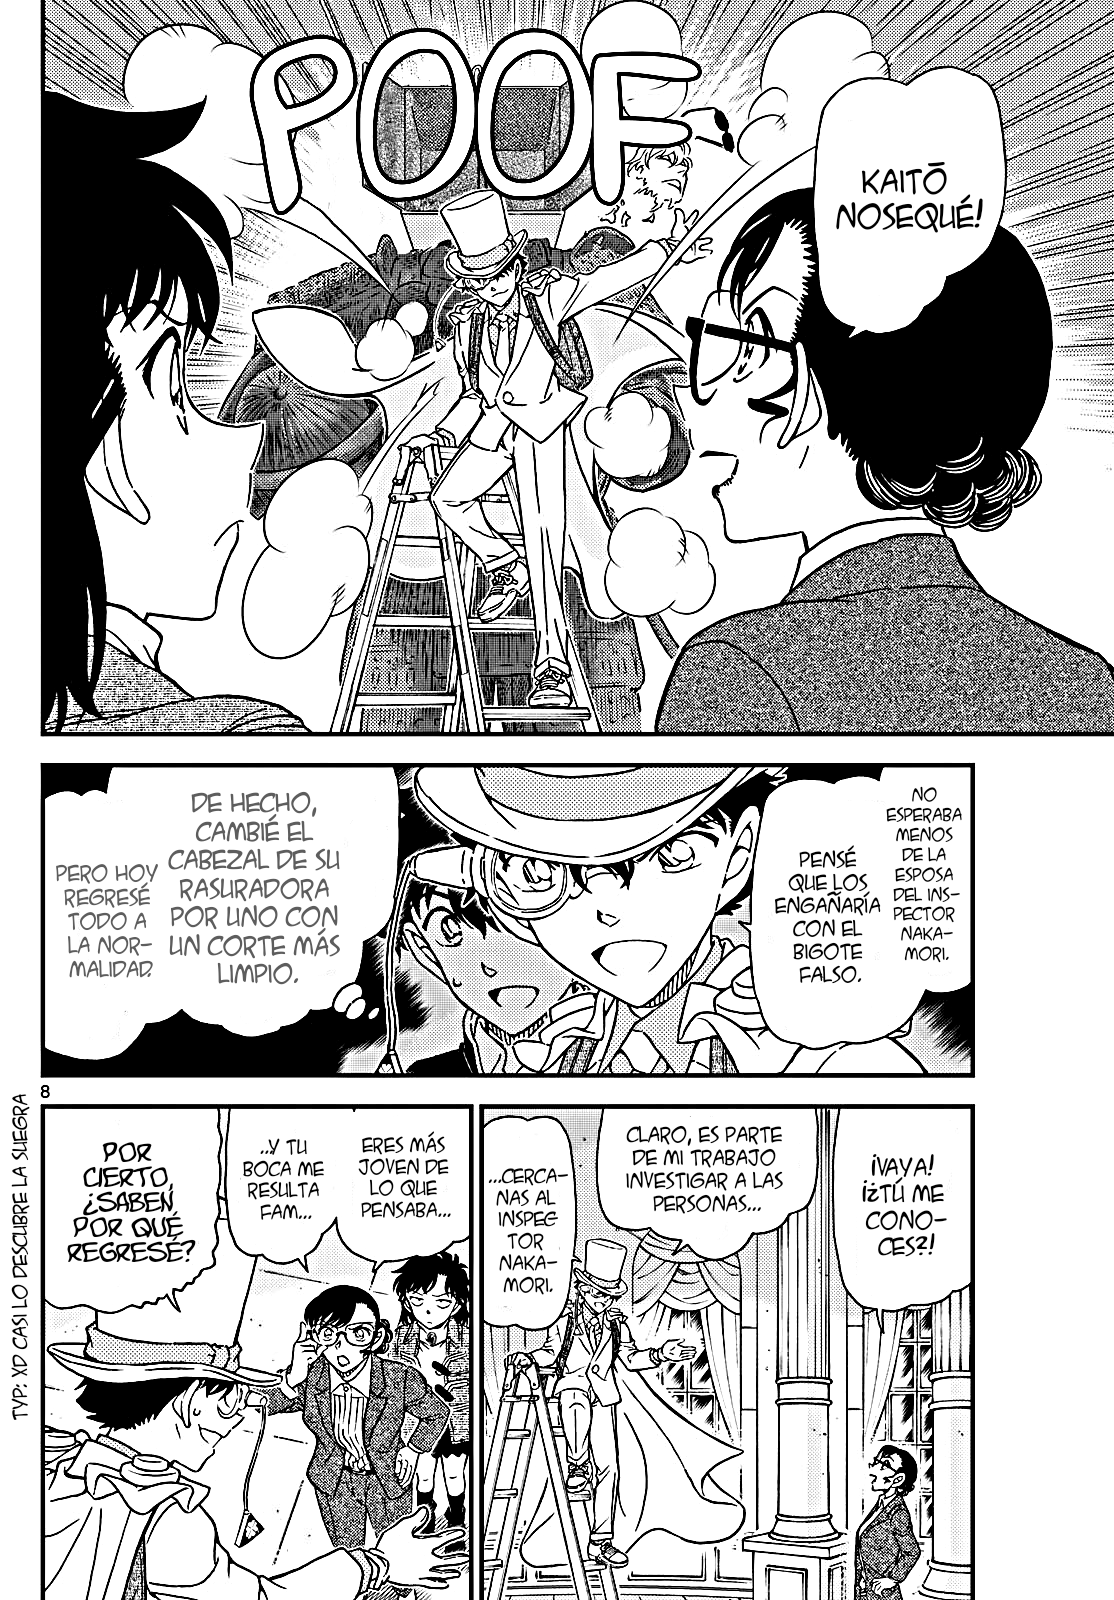 POOF
KAITŌ
NOSEQUÉ!
NO
ESPERABA
MENOS
DE LA
ESPOSA
DEL INS-
PECTOR
NAKA-
MORI.
PENSÉ
QUE LOS
ENGAÑARÍA
CON EL
BIGOTE
FALSO.
DE HECHO,
CAMBIÉ EL
CABEZAL DE SU
RASURADORA
POR UNO CON
UN CORTE MÁS
LIMPIO.
PERO HOY
REGRESÉ
TODO A
LA NOR-
MALIDAD.
8
¡VAYA!
¡¿TÚ ME
CONO-
CES?!
CLARO, ES PARTE
DE MI TRABAJO
INVESTIGAR A LAS
PERSONAS...
...CERCA-
NAS AL
INSPEC-
TOR
NAKA-
MORI.
ERES MÁS
JOVEN DE
LO QUE
PENSABA...
...Y TU
BOCA ME
RESULTA
FAM...
POR
CIERTO,
¿SABEN
POR QUÉ
REGRESÉ?
TYP: XD CASI LO DESCUBRE LA SUEGRA